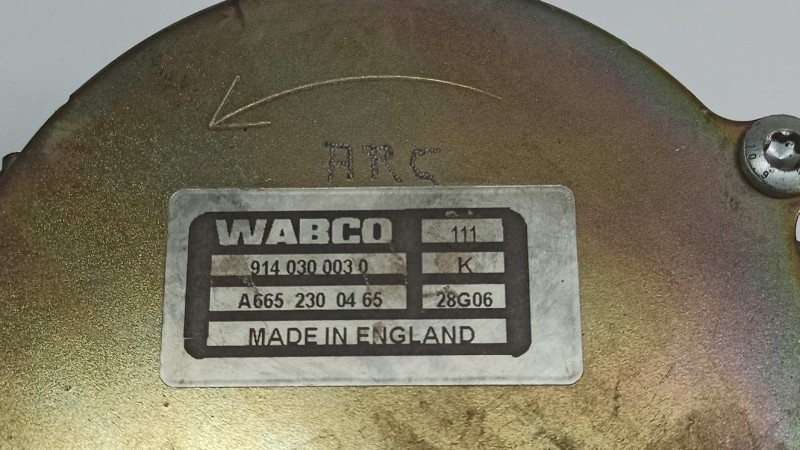 ARC
WABCO 111
914 030 003 0 K
A665 230 04 65 28G06
MADE IN ENGLAND